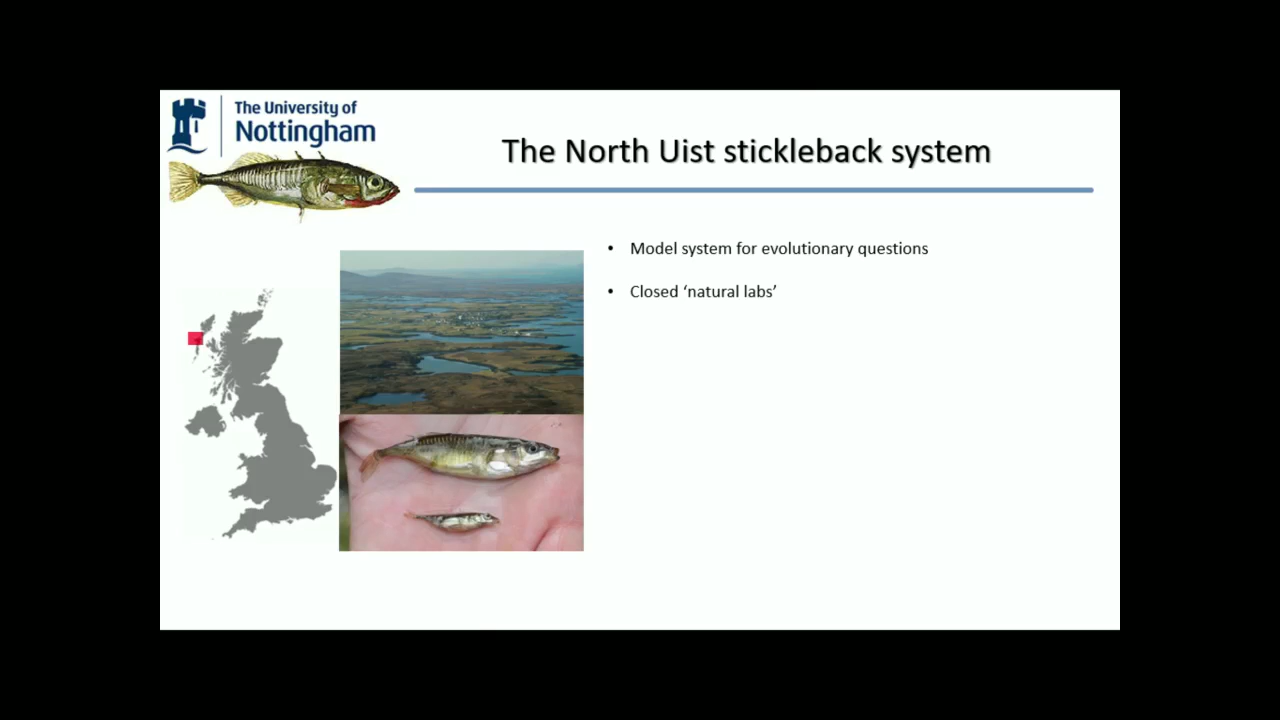 The University of
Nottingham
The North Uist stickleback system
• Model system for evolutionary questions
• Closed ‘natural labs’